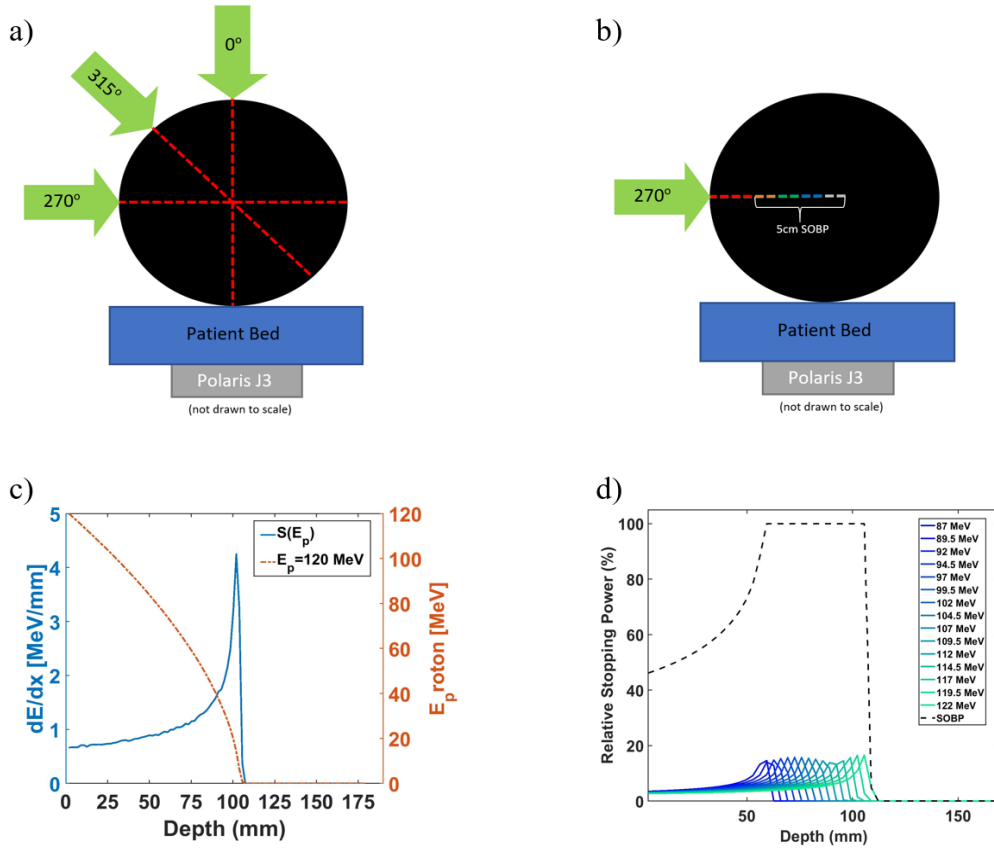 a)
0°
315°
270°
Patient Bed
Polaris J3
(not drawn to scale)
b)
270°
5cm SOBP
Patient Bed
Polaris J3
(not drawn to scale)
c)
5
4
3
2
1
0
dE/dx [MeV/mm]
S(E_p)
E_p=120 MeV
120
100
80
60
40
20
0
E_proton [MeV]
0 25 50 75 100 125 150 175
Depth (mm)
d)
100
80
60
40
20
0
Relative Stopping Power (%)
87 MeV
89.5 MeV
92 MeV
94.5 MeV
97 MeV
99.5 MeV
102 MeV
104.5 MeV
107 MeV
109.5 MeV
112 MeV
114.5 MeV
117 MeV
119.5 MeV
122 MeV
SOBP
50 100 150
Depth (mm)